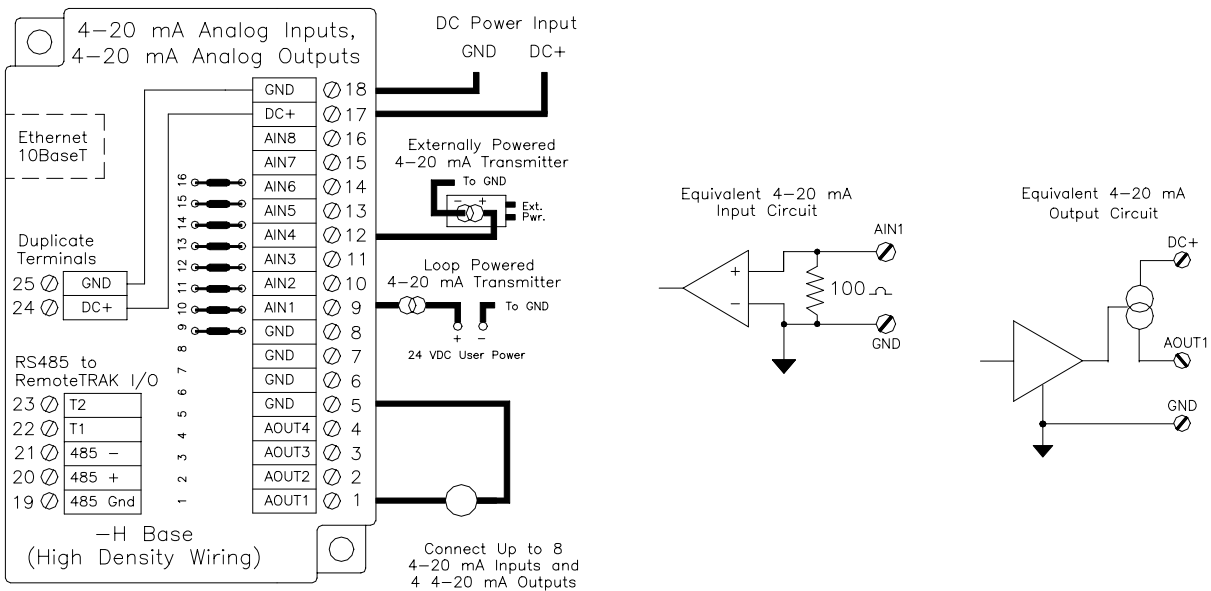 4-20 mA Analog Inputs,
4-20 mA Analog Outputs
DC Power Input
GND DC+
GND 18
DC+ 17
AIN8 16
AIN7 15
AIN6 14
AIN5 13
AIN4 12
AIN3 11
AIN2 10
AIN1 9
GND 8
GND 7
GND 6
GND 5
AOUT4 4
AOUT3 3
AOUT2 2
AOUT1 1
Ethernet
10BaseT
16
15
14
13
12
11
10
9
8
7
6
5
4
3
2
1
Duplicate
Terminals
25 GND
24 DC+
RS485 to
RemoteTRAK I/O
23 T2
22 T1
21 485 -
20 485 +
19 485 Gnd
-H Base
(High Density Wiring)
Externally Powered
4-20 mA Transmitter
To GND
- +
Ext.
Pwr.
Loop Powered
4-20 mA Transmitter
To GND
+ -
24 VDC User Power
Connect Up to 8
4-20 mA Inputs and
4 4-20 mA Outputs
Equivalent 4-20 mA
Input Circuit
AIN1
+
-
100 Ω
GND
Equivalent 4-20 mA
Output Circuit
DC+
AOUT1
GND